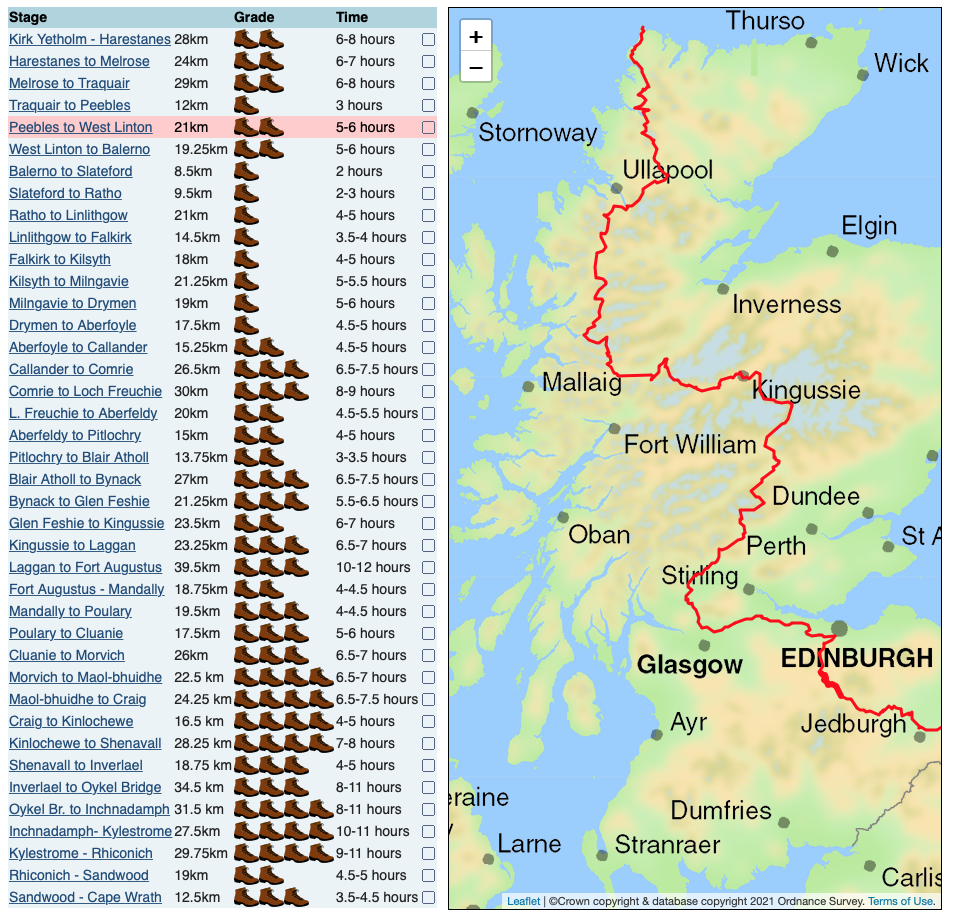 Stage Grade Time
Kirk Yetholm - Harestanes 28km 6-8 hours
Harestanes to Melrose 24km 6-7 hours
Melrose to Traquair 29km 6-8 hours
Traquair to Peebles 12km 3 hours
Peebles to West Linton 21km 5-6 hours
West Linton to Balerno 19.25km 5-6 hours
Balerno to Slateford 8.5km 2 hours
Slateford to Ratho 9.5km 2-3 hours
Ratho to Linlithgow 21km 4-5 hours
Linlithgow to Falkirk 14.5km 3.5-4 hours
Falkirk to Kilsyth 18km 4-5 hours
Kilsyth to Milngavie 21.25km 5-5.5 hours
Milngavie to Drymen 19km 5-6 hours
Drymen to Aberfoyle 17.5km 4.5-5 hours
Aberfoyle to Callander 15.25km 4.5-5 hours
Callander to Comrie 26.5km 6.5-7.5 hours
Comrie to Loch Freuchie 30km 8-9 hours
L. Freuchie to Aberfeldy 20km 4.5-5.5 hours
Aberfeldy to Pitlochry 15km 4-5 hours
Pitlochry to Blair Atholl 13.75km 3-3.5 hours
Blair Atholl to Bynack 27km 6.5-7.5 hours
Bynack to Glen Feshie 21.25km 5.5-6.5 hours
Glen Feshie to Kingussie 23.5km 6-7 hours
Kingussie to Laggan 23.25km 6.5-7 hours
Laggan to Fort Augustus 39.5km 10-12 hours
Fort Augustus - Mandally 18.75km 4-4.5 hours
Mandally to Poulary 19.5km 4-4.5 hours
Poulary to Cluanie 17.5km 5-6 hours
Cluanie to Morvich 26km 6.5-7 hours
Morvich to Maol-bhuidhe 22.5 km 6.5-7 hours
Maol-bhuidhe to Craig 24.25 km 6.5-7.5 hours
Craig to Kinlochewe 16.5 km 4-5 hours
Kinlochewe to Shenavall 28.25 km 7-8 hours
Shenavall to Inverlael 18.75 km 4-5 hours
Inverlael to Oykel Bridge 34.5 km 8-11 hours
Oykel Br. to Inchnadamph 31.5 km 8-11 hours
Inchnadamph- Kylestrome 27.5km 10-11 hours
Kylestrome - Rhiconich 29.75km 9-11 hours
Rhiconich - Sandwood 19km 4.5-5 hours
Sandwood - Cape Wrath 12.5km 3.5-4.5 hours
+
−
Thurso
Wick
Stornoway
Ullapool
Elgin
Inverness
Mallaig
Kingussie
Fort William
Dundee
Oban
St A
Perth
Stirling
Glasgow
EDINBURGH
Ayr
Jedburgh
eraine
Dumfries
Larne
Stranraer
Carlis
Leaflet | ©Crown copyright & database copyright 2021 Ordnance Survey. Terms of Use.